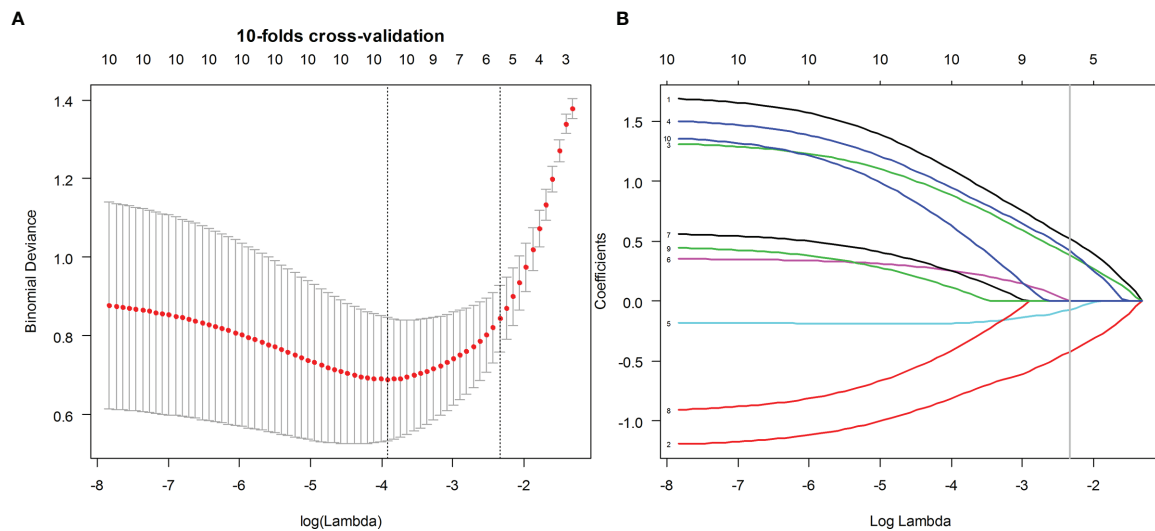 A
10-folds cross-validation
10 10 10 10 10 10 10 10 10 10 9 7 6 5 4 3
1.4
1.2
1.0
0.8
0.6
Binomial Deviance
-8 -7 -6 -5 -4 -3 -2
log(Lambda)
B
10 10 10 10 10 9 5
1.5
1.0
0.5
0.0
-0.5
-1.0
Coefficients
1
4
10
3
7
9
6
5
8
2
-8 -7 -6 -5 -4 -3 -2
Log Lambda